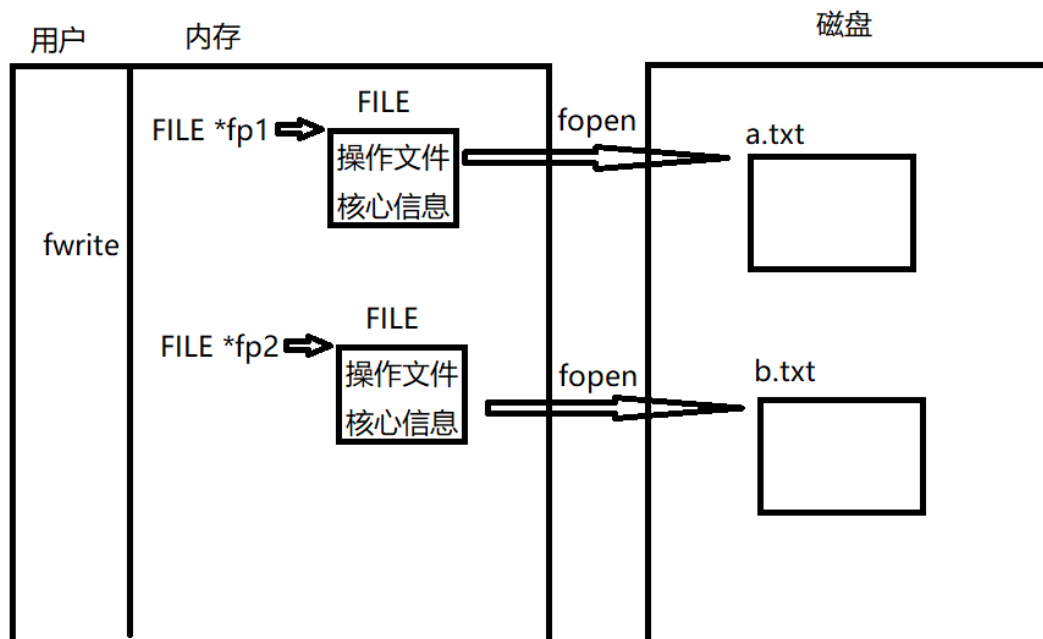 用户
内存
磁盘
FILE
FILE *fp1
fopen
a.txt
操作文件
核心信息
fwrite
FILE
FILE *fp2
fopen
b.txt
操作文件
核心信息